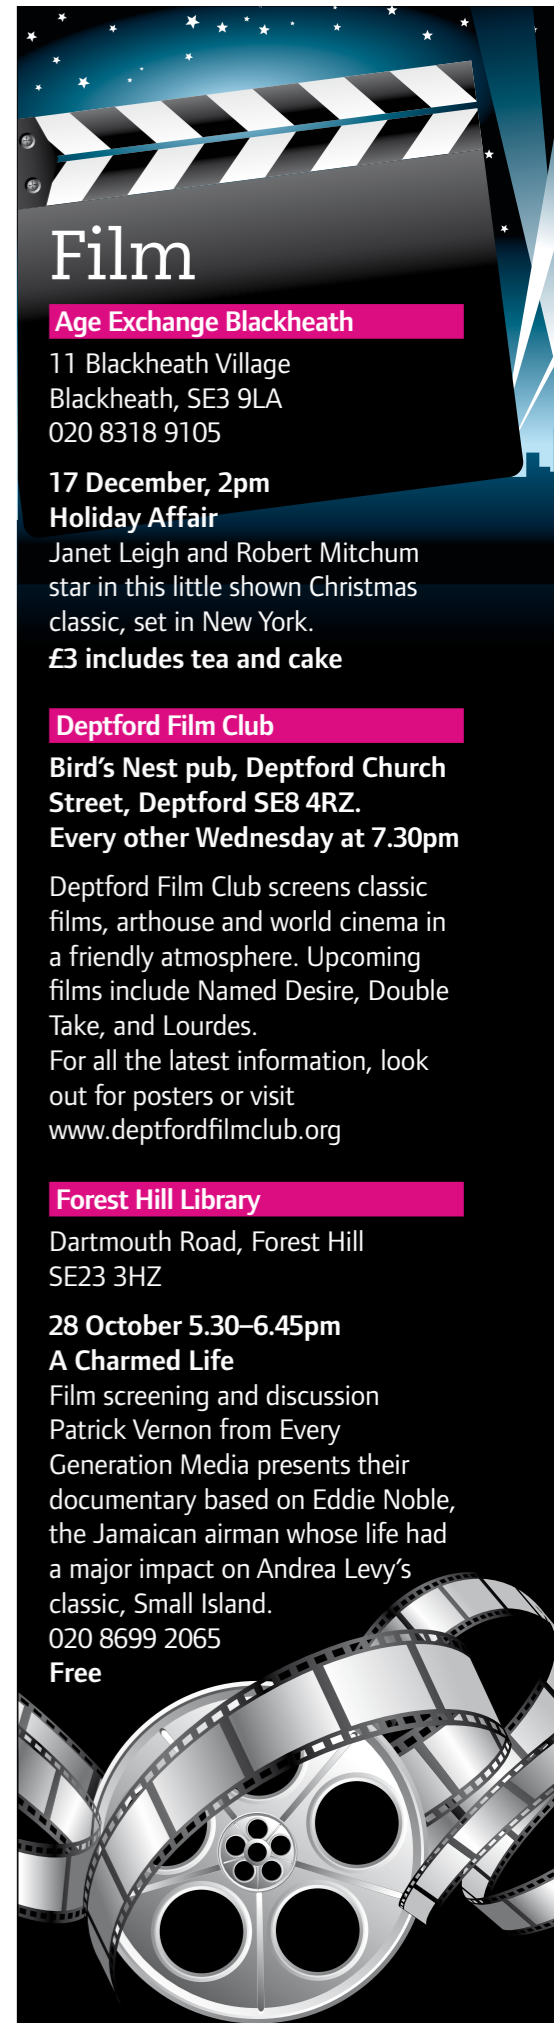 Film
Age Exchange Blackheath
11 Blackheath Village
Blackheath, SE3 9LA
020 8318 9105
17 December, 2pm
Holiday Affair
Janet Leigh and Robert Mitchum
star in this little shown Christmas
classic, set in New York.
£3 includes tea and cake
Deptford Film Club
Bird's Nest pub, Deptford Church
Street, Deptford SE8 4RZ.
Every other Wednesday at 7.30pm
Deptford Film Club screens classic
films, arthouse and world cinema in
a friendly atmosphere. Upcoming
films include Named Desire, Double
Take, and Lourdes.
For all the latest information, look
out for posters or visit
www.deptfordfilmclub.org
Forest Hill Library
Dartmouth Road, Forest Hill
SE23 3HZ
28 October 5.30–6.45pm
A Charmed Life
Film screening and discussion
Patrick Vernon from Every
Generation Media presents their
documentary based on Eddie Noble,
the Jamaican airman whose life had
a major impact on Andrea Levy's
classic, Small Island.
020 8699 2065
Free